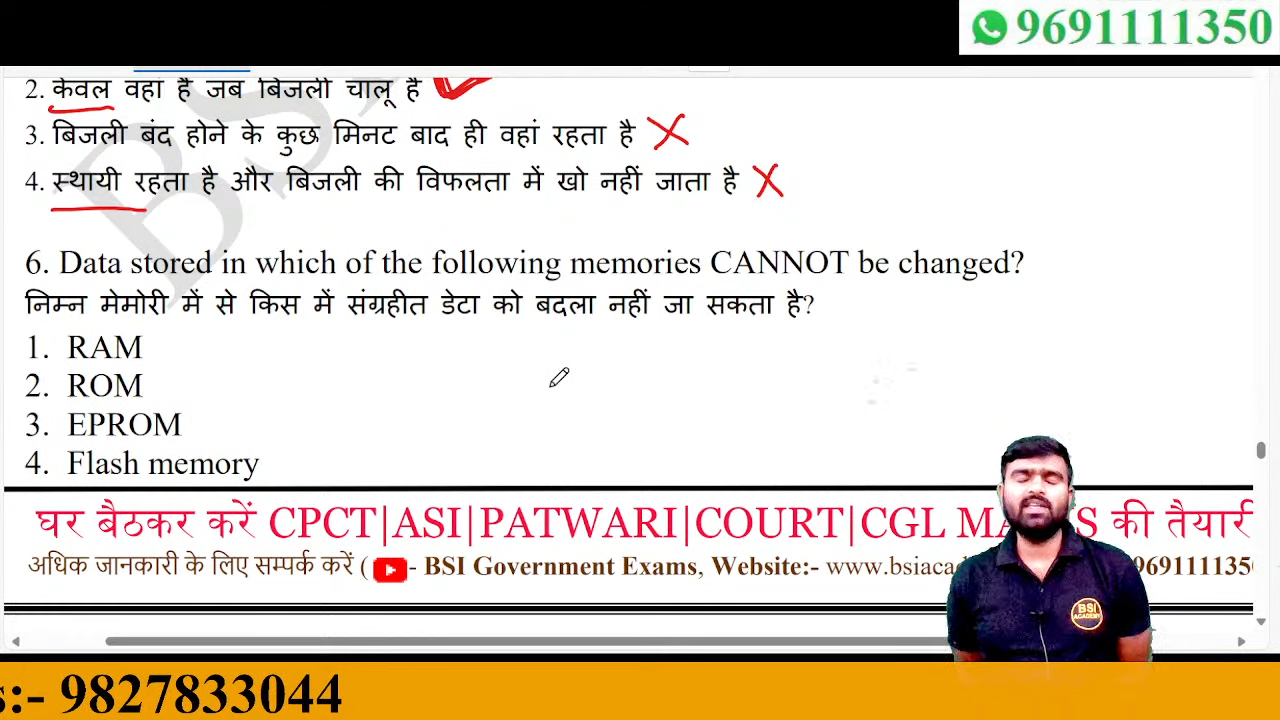 9691111350
2. केवल वहां है जब बिजली चालू है
3. बिजली बंद होने के कुछ मिनट बाद ही वहां रहता है
4. स्थायी रहता है और बिजली की विफलता में खो नहीं जाता है
6. Data stored in which of the following memories CANNOT be changed?
निम्न मेमोरी में से किस में संग्रहीत डेटा को बदला नहीं जा सकता है?
1. RAM
2. ROM
3. EPROM
4. Flash memory
घर बैठकर करें CPCT|ASI|PATWARI|COURT|CGL M S की तैयारी
अधिक जानकारी के लिए सम्पर्क करें ( - BSI Government Exams, Website:- www.bsiacad 969111135
BSI
ACADEMY
s:- 9827833044